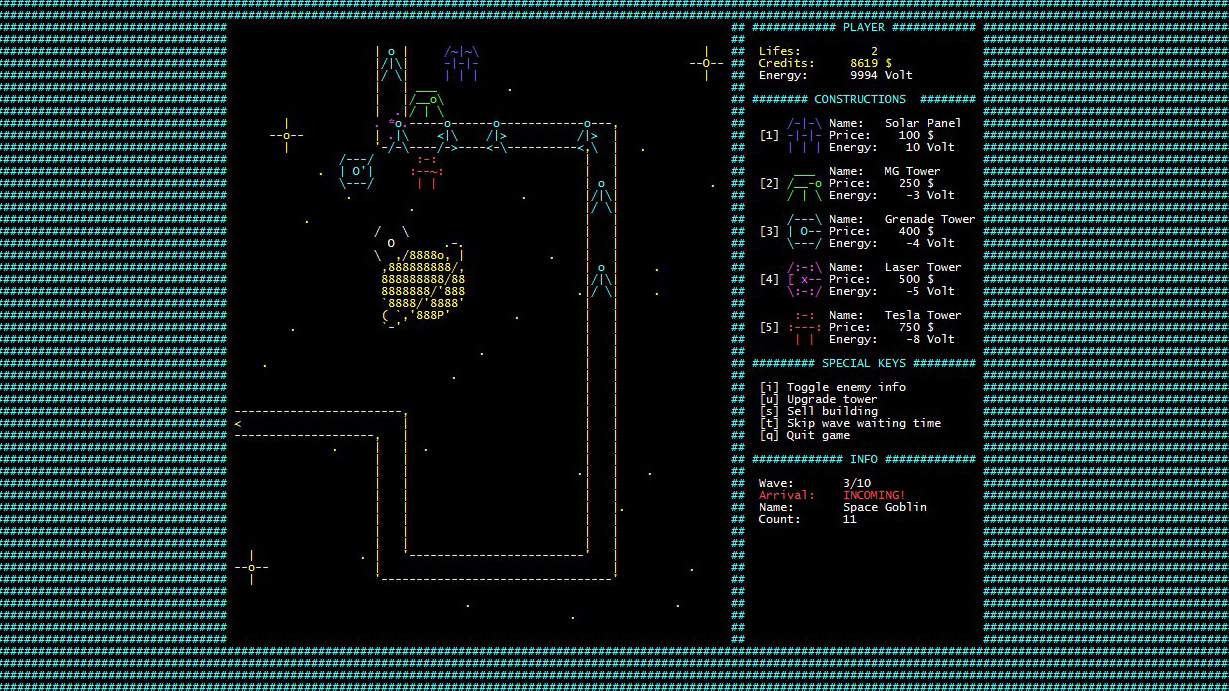 PLAYER
Lifes: 2
Credits: 8619 $
Energy: 9994 Volt
CONSTRUCTIONS
[1] Name: Solar Panel
Price: 100 $
Energy: 10 Volt
[2] Name: MG Tower
Price: 250 $
Energy: -3 Volt
[3] Name: Grenade Tower
Price: 400 $
Energy: -4 Volt
[4] Name: Laser Tower
Price: 500 $
Energy: -5 Volt
[5] Name: Tesla Tower
Price: 750 $
Energy: -8 Volt
SPECIAL KEYS
[i] Toggle enemy info
[u] Upgrade tower
[s] Sell building
[t] Skip wave waiting time
[q] Quit game
INFO
Wave: 3/10
Arrival: INCOMING!
Name: Space Goblin
Count: 11